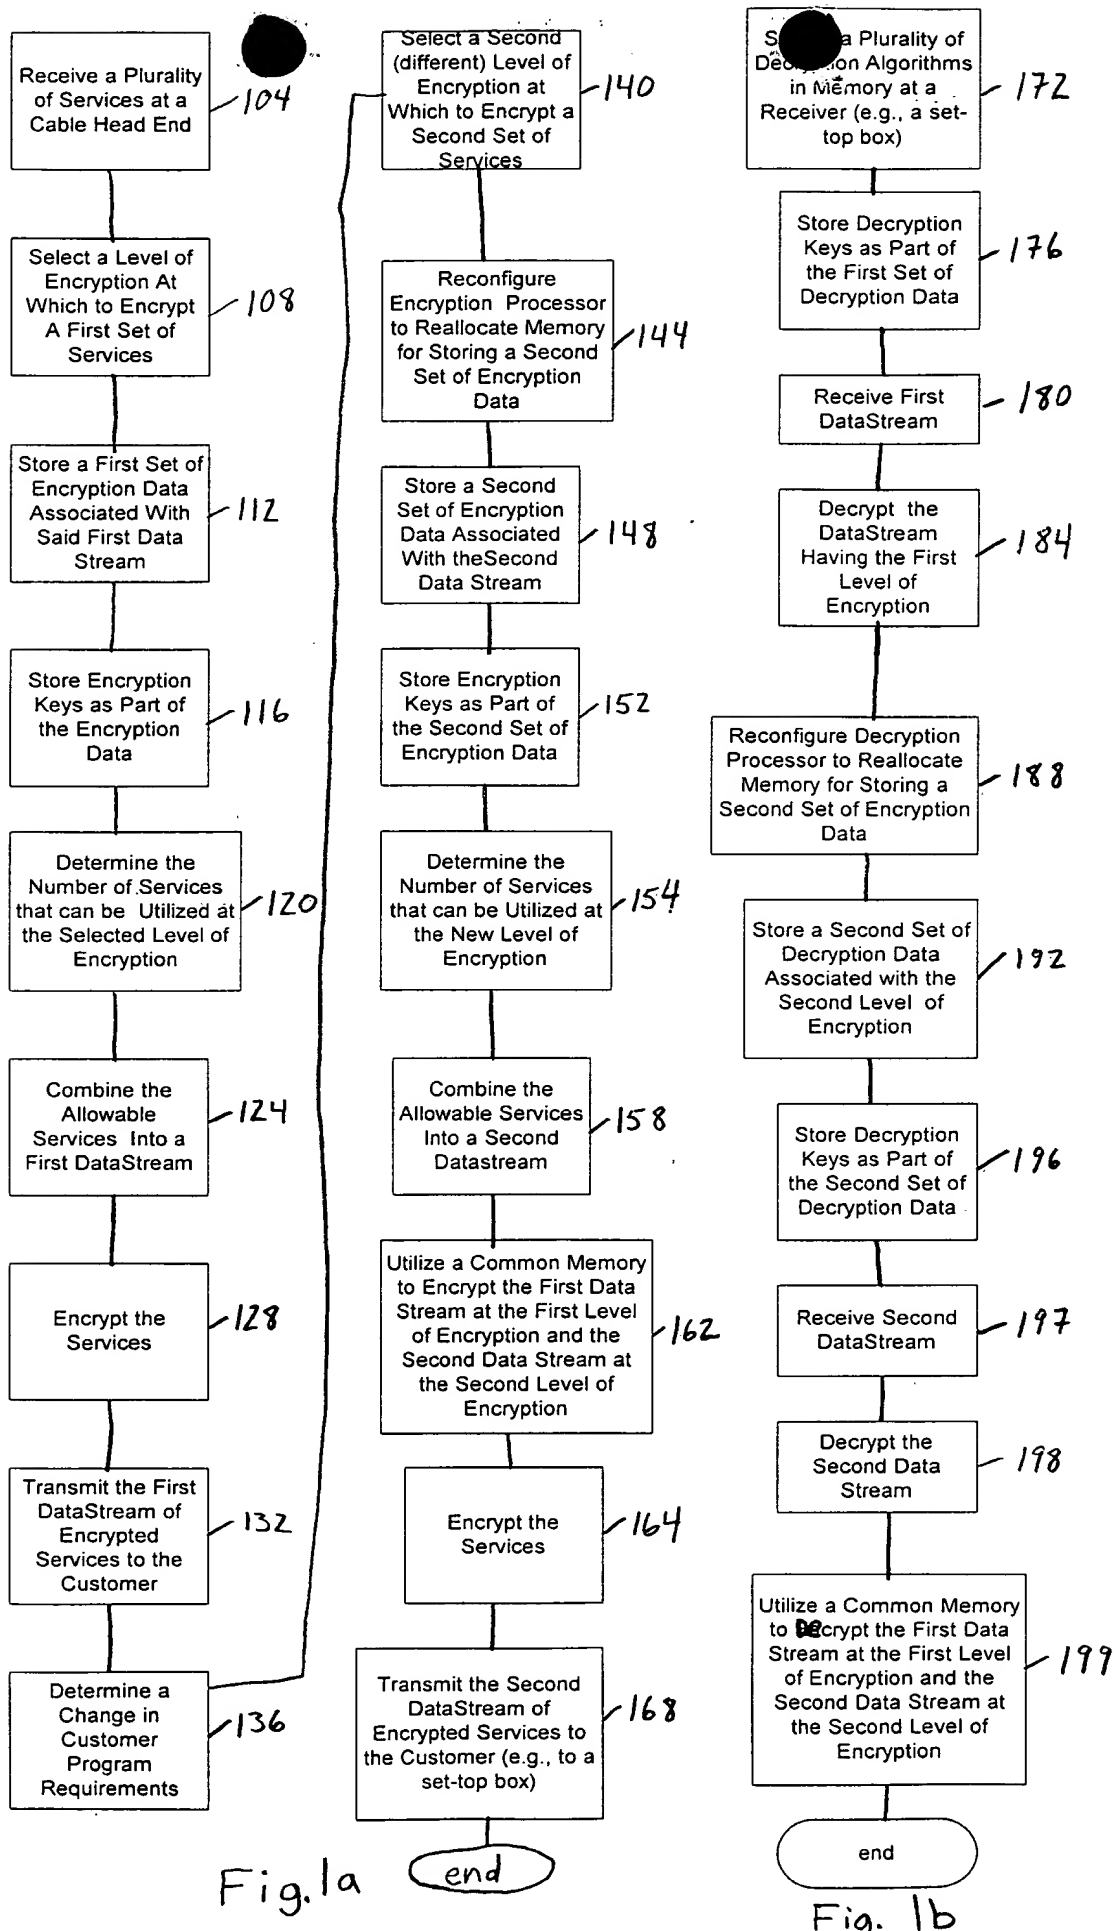 Receive a Plurality
of Services at a
Cable Head End
104
Select a Level of
Encryption At
Which to Encrypt
A First Set of
Services
108
Store a First Set of
Encryption Data
Associated With
Said First Data
Stream
112
Store Encryption
Keys as Part of
the Encryption
Data
116
Determine the
Number of Services
that can be Utilized at
the Selected Level of
Encryption
120
Combine the
Allowable
Services Into a
First DataStream
124
Encrypt the
Services
128
Transmit the First
DataStream of
Encrypted
Services to the
Customer
132
Determine a
Change in
Customer
Program
Requirements
136
Select a Second
(different) Level of
Encryption at
Which to Encrypt a
Second Set of
Services
140
Reconfigure
Encryption Processor
to Reallocate Memory
for Storing a Second
Set of Encryption
Data
144
Store a Second
Set of Encryption
Data Associated
With theSecond
Data Stream
148
Store Encryption
Keys as Part of
the Second Set of
Encryption Data
152
Determine the
Number of Services
that can be Utilized at
the New Level of
Encryption
154
Combine the
Allowable Services
Into a Second
Datastream
158
Utilize a Common Memory
to Encrypt the First Data
Stream at the First Level
of Encryption and the
Second Data Stream at
the Second Level of
Encryption
162
Encrypt the
Services
164
Transmit the Second
DataStream of
Encrypted Services to
the Customer (e.g., to a
set-top box)
168
end
Fig.1a
a Plurality of
Algorithms
in Memory at a
Receiver (e.g., a set-
top box)
172
Store Decryption
Keys as Part of
the First Set of
Decryption Data
176
Receive First
DataStream
180
Decrypt the
DataStream
Having the First
Level of
Encryption
184
Reconfigure Decryption
Processor to Reallocate
Memory for Storing a
Second Set of Encryption
Data
188
Store a Second Set of
Decryption Data
Associated with the
Second Level of
Encryption
192
Store Decryption
Keys as Part of
the Second Set of
Decryption Data
196
Receive Second
DataStream
197
Decrypt the
Second Data
Stream
198
Utilize a Common Memory
to Decrypt the First Data
Stream at the First Level
of Encryption and the
Second Data Stream at
the Second Level of
Encryption
199
end
Fig. 1b